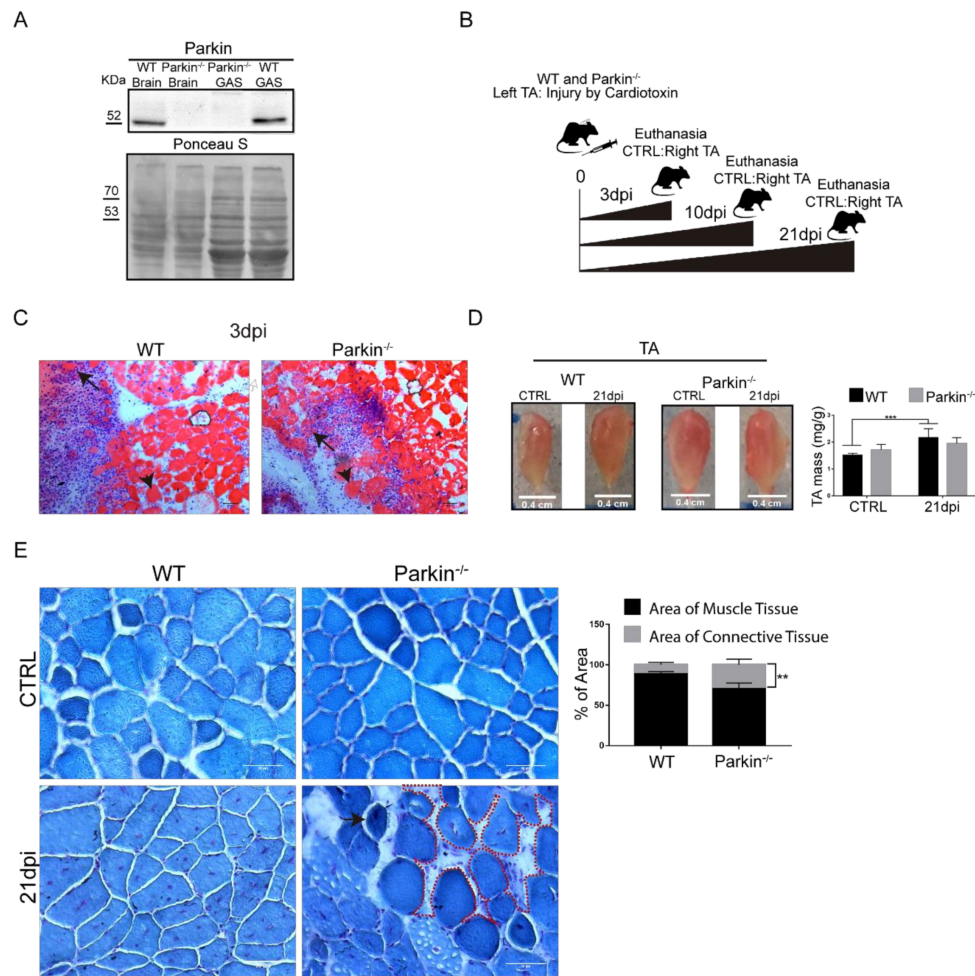 A
Parkin
WT Parkin-/- Parkin-/- WT
KDa Brain Brain GAS GAS
52
Ponceau S
70
53
B
WT and Parkin-/-
Left TA: Injury by Cardiotoxin
Euthanasia
CTRL:Right TA
Euthanasia
CTRL:Right TA
Euthanasia
CTRL:Right TA
0
3dpi
10dpi
21dpi
C
3dpi
WT
Parkin-/-
D
TA
WT
CTRL 21dpi
0.4 cm 0.4 cm
Parkin-/-
CTRL 21dpi
0.4 cm 0.4 cm
WT Parkin-/-
TA mass (mg/g)
3
2
1
0
***
CTRL 21dpi
E
WT Parkin-/-
CTRL
21dpi
Area of Muscle Tissue
Area of Connective Tissue
% of Area
150
100
50
0
**
WT Parkin-/-